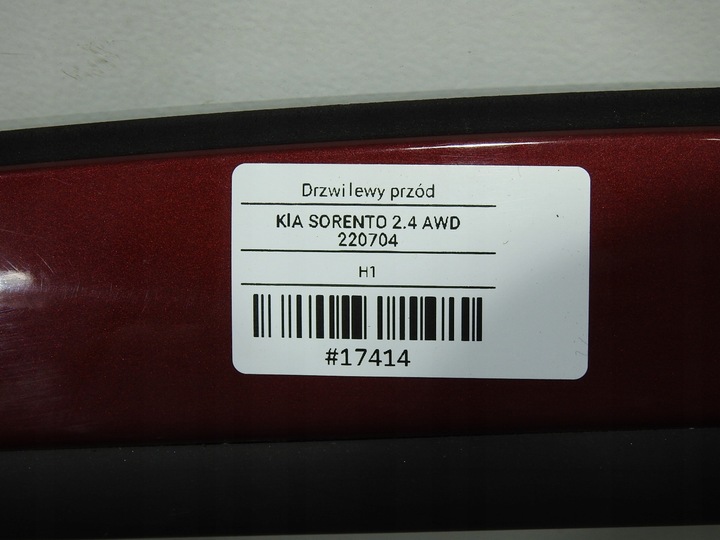 Drzwi lewy przód
KIA SORENTO 2.4 AWD
220704
H1
#17414